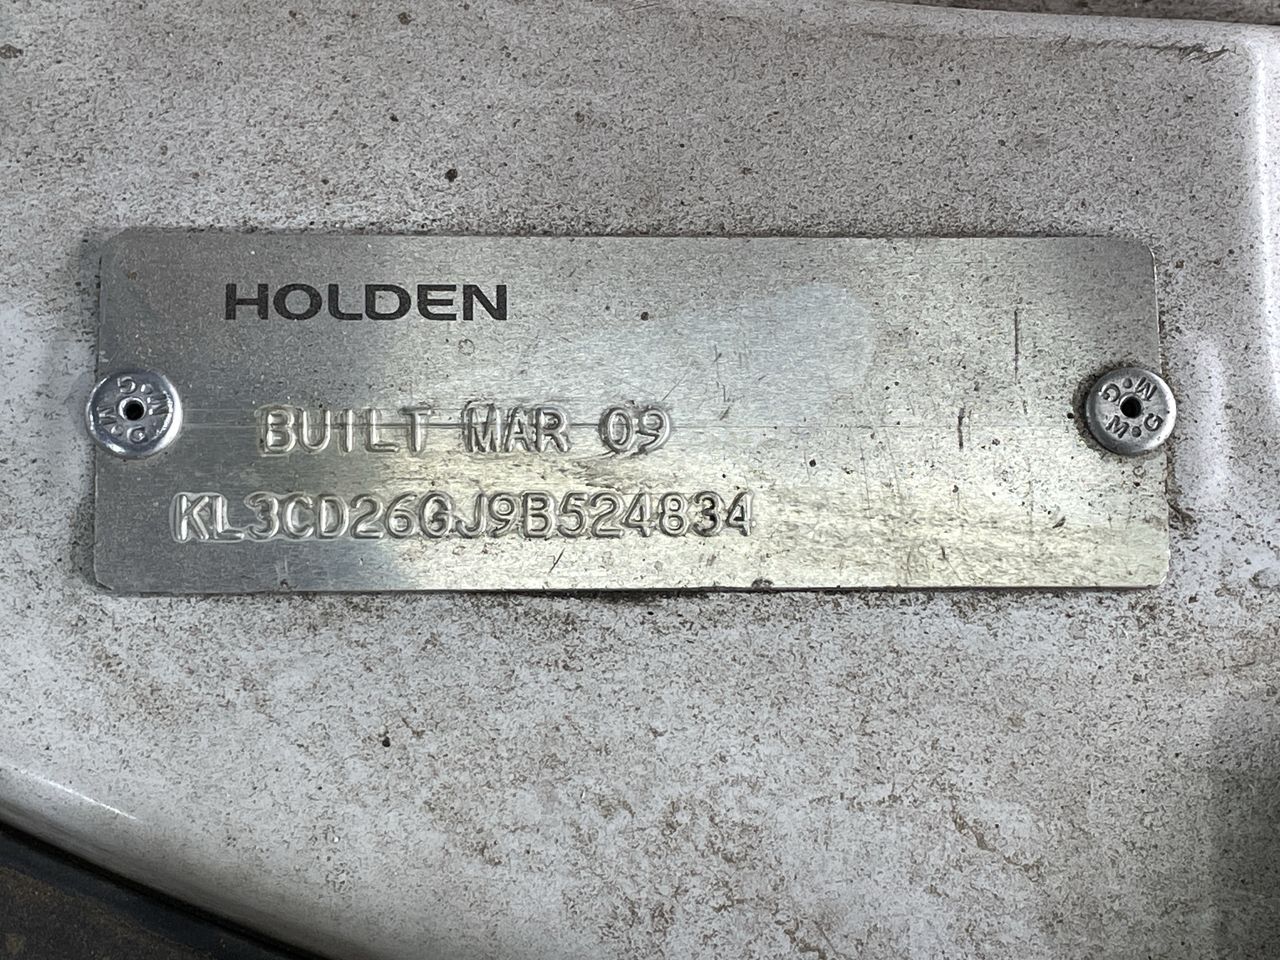 HOLDEN
BUILT MAR 09
KL3CD26GJ9B524834
G.M.G.M.
G.M.G.M.